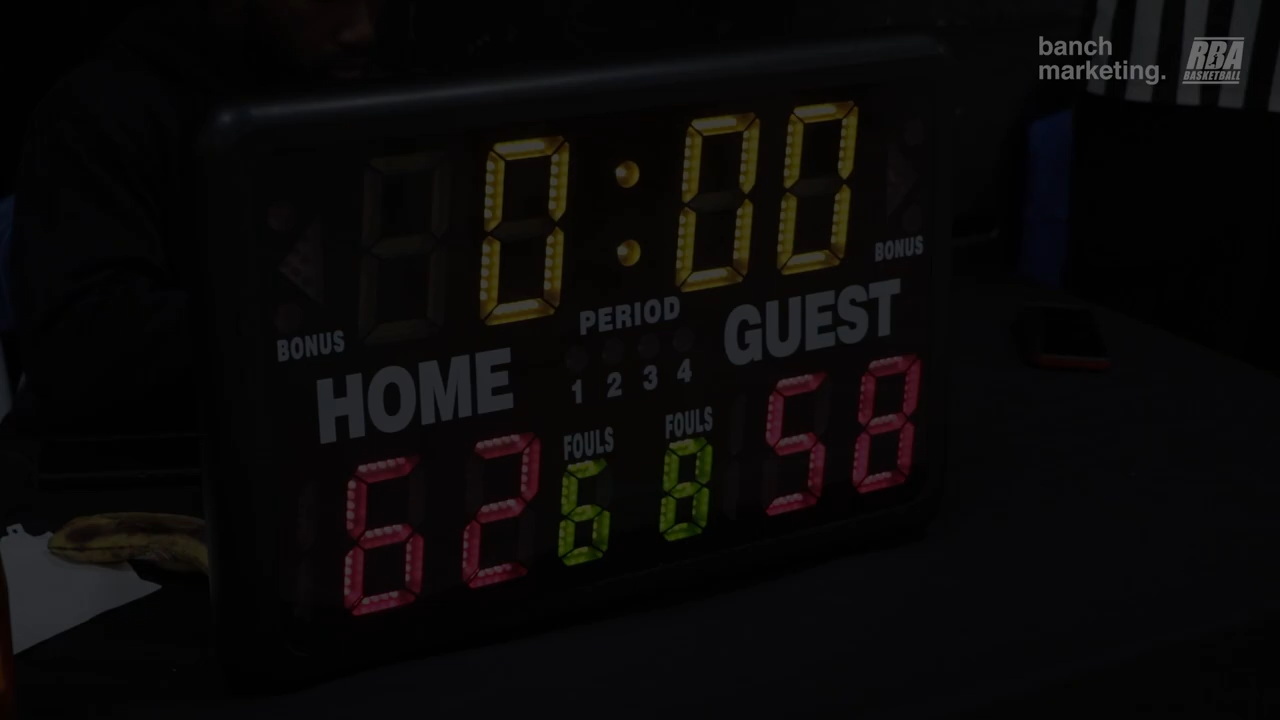 banch
marketing.
RBA
BASKETBALL
0:00
BONUS
BONUS
PERIOD
HOME
GUEST
1 2 3 4
FOULS
FOULS
62
6
8
58